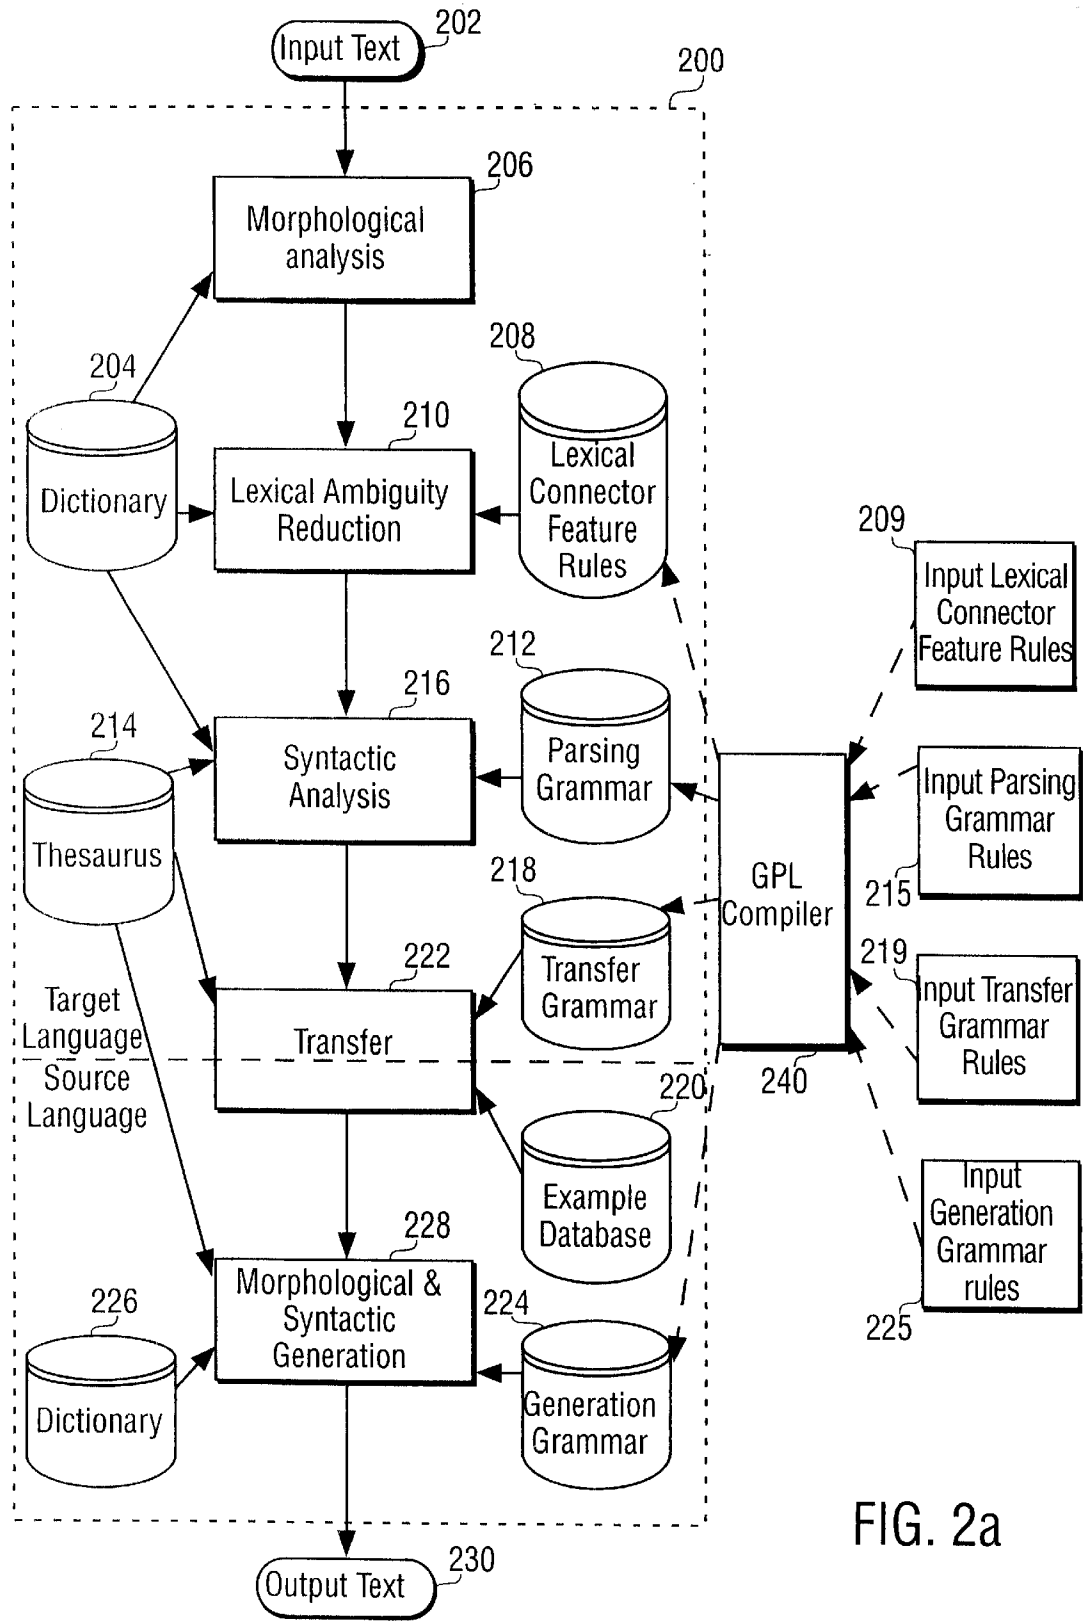 202
Input Text
200
206
Morphological
analysis
208
204
210
Lexical
Connector
Feature
Rules
Dictionary
Lexical Ambiguity
Reduction
209
Input Lexical
Connector
Feature Rules
212
214
216
Parsing
Grammar
Syntactic
Analysis
Input Parsing
Grammar
Rules
215
Thesaurus
218
GPL
Compiler
222
219
Transfer
Grammar
Input Transfer
Grammar
Rules
Target
Language
Transfer
Source
Language
240
220
Example
Database
Input
Generation
Grammar
rules
225
228
Morphological &
Syntactic
Generation
226
224
Dictionary
Generation
Grammar
FIG. 2a
Output Text
230